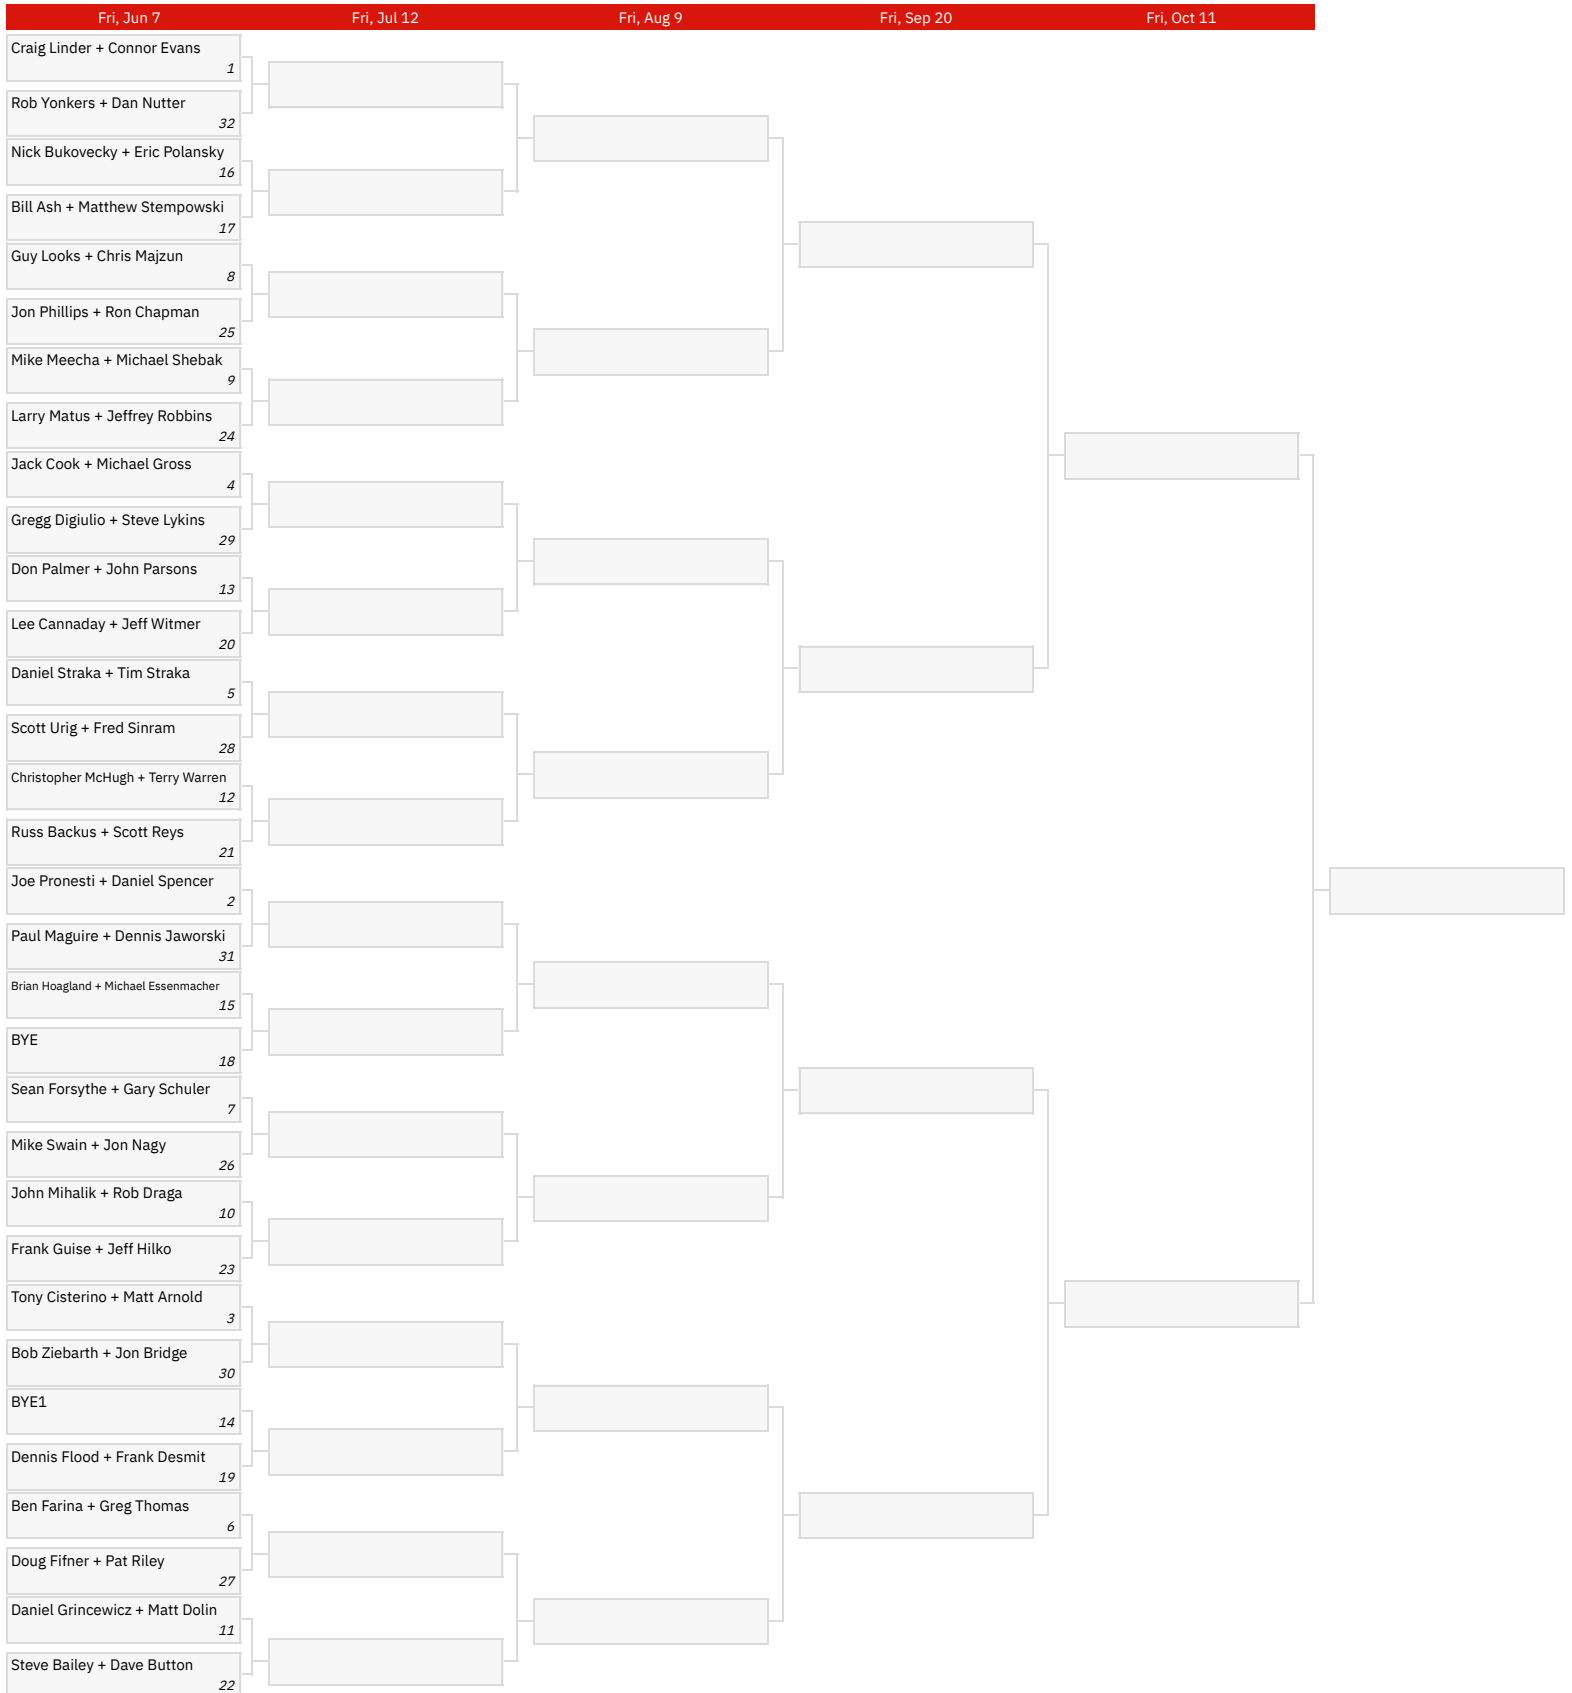 Fri, Jun 7
Fri, Jul 12
Fri, Aug 9
Fri, Sep 20
Fri, Oct 11
Craig Linder + Connor Evans
1
Rob Yonkers + Dan Nutter
32
Nick Bukovecky + Eric Polansky
16
Bill Ash + Matthew Stempowski
17
Guy Looks + Chris Majzun
8
Jon Phillips + Ron Chapman
25
Mike Meecha + Michael Shebak
9
Larry Matus + Jeffrey Robbins
24
Jack Cook + Michael Gross
4
Gregg Digiulio + Steve Lykins
29
Don Palmer + John Parsons
13
Lee Cannaday + Jeff Witmer
20
Daniel Straka + Tim Straka
5
Scott Urig + Fred Sinram
28
Christopher McHugh + Terry Warren
12
Russ Backus + Scott Reys
21
Joe Pronesti + Daniel Spencer
2
Paul Maguire + Dennis Jaworski
31
Brian Hoagland + Michael Essenmacher
15
BYE
18
Sean Forsythe + Gary Schuler
7
Mike Swain + Jon Nagy
26
John Mihalik + Rob Draga
10
Frank Guise + Jeff Hilko
23
Tony Cisterino + Matt Arnold
3
Bob Ziebarth + Jon Bridge
30
BYE1
14
Dennis Flood + Frank Desmit
19
Ben Farina + Greg Thomas
6
Doug Fifner + Pat Riley
27
Daniel Grincewicz + Matt Dolin
11
Steve Bailey + Dave Button
22